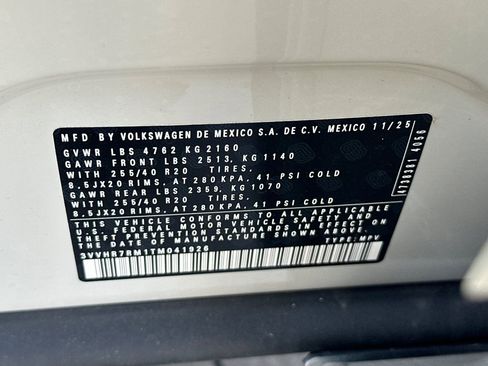 MFD BY VOLKSWAGEN DE MEXICO S.A. DE C.V. MEXICO 11/25
GVWR LBS 4762 KG 2160
GAWR FRONT LBS 2513, KG 1140
WITH 255/40 R20 TIRES,
8.5JX20 RIMS, AT 280 KPA, 41 PSI COLD
GAWR REAR LBS 2359, KG 1070
WITH 255/40 R20 TIRES,
8.5JX20 RIMS, AT 280 KPA, 41 PSI COLD
THIS VEHICLE CONFORMS TO ALL APPLICABLE
U.S. FEDERAL MOTOR VEHICLE SAFETY AND
THEFT PREVENTION STANDARDS IN EFFECT ON
THE DATE OF MANUFACTURE SHOWN ABOVE.
3VVHR7RM1TM041926 TYPE: MPV